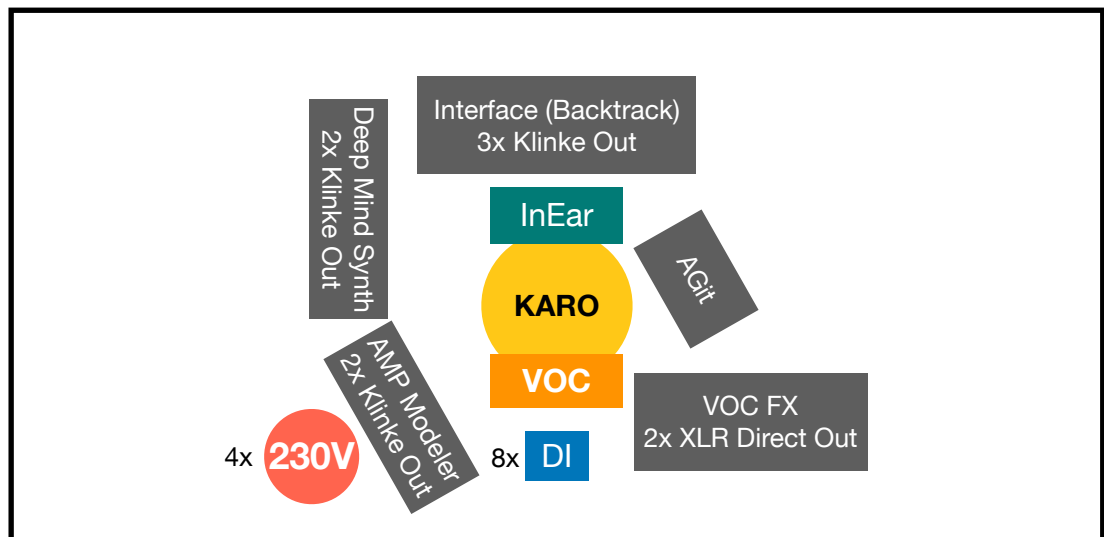 Interface (Backtrack)
3x Klinke Out
Deep Mind Synth
2x Klinke Out
InEar
AGit
KARO
VOC
AMP Modeler
2x Klinke Out
VOC FX
2x XLR Direct Out
4x
230V
8x
DI